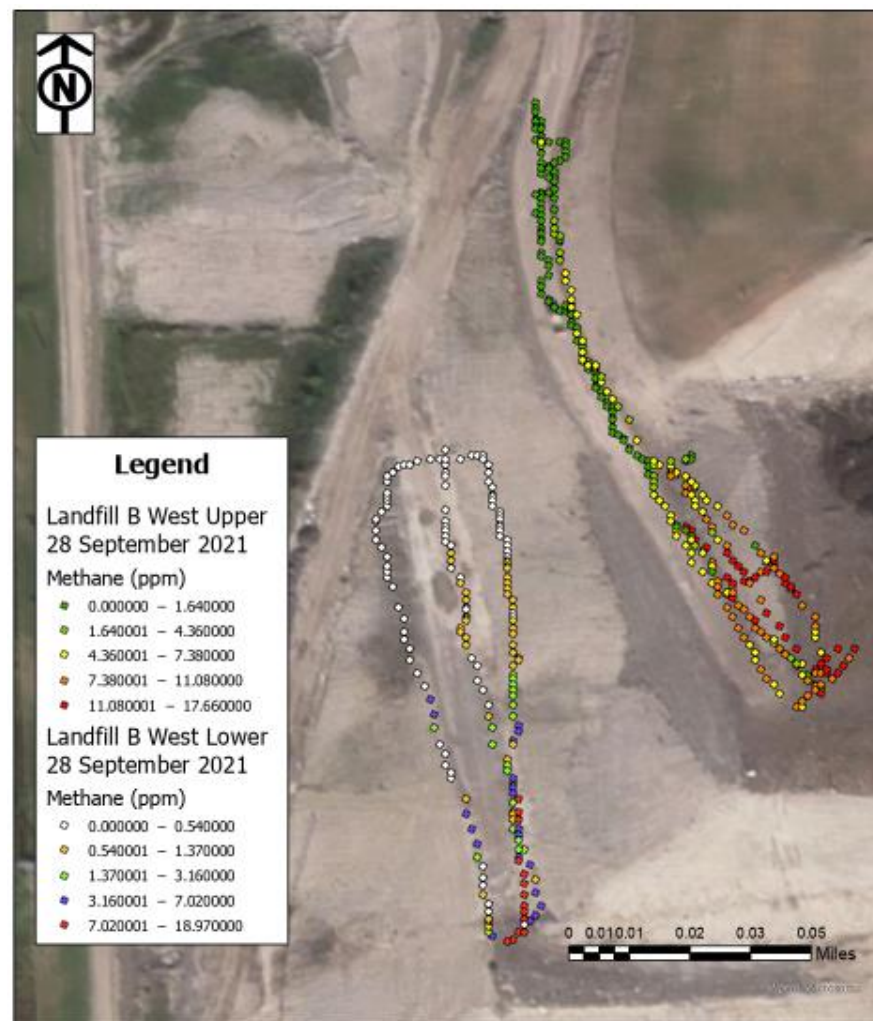 N
Legend
Landfill B West Upper
28 September 2021
Methane (ppm)
0.000000 – 1.640000
1.640001 – 4.360000
4.360001 – 7.380000
7.380001 – 11.080000
11.080001 – 17.660000
Landfill B West Lower
28 September 2021
Methane (ppm)
0.000000 – 0.540000
0.540001 – 1.370000
1.370001 – 3.160000
3.160001 – 7.020000
7.020001 – 18.970000
0 0.010.01 0.02 0.03 0.05
Miles